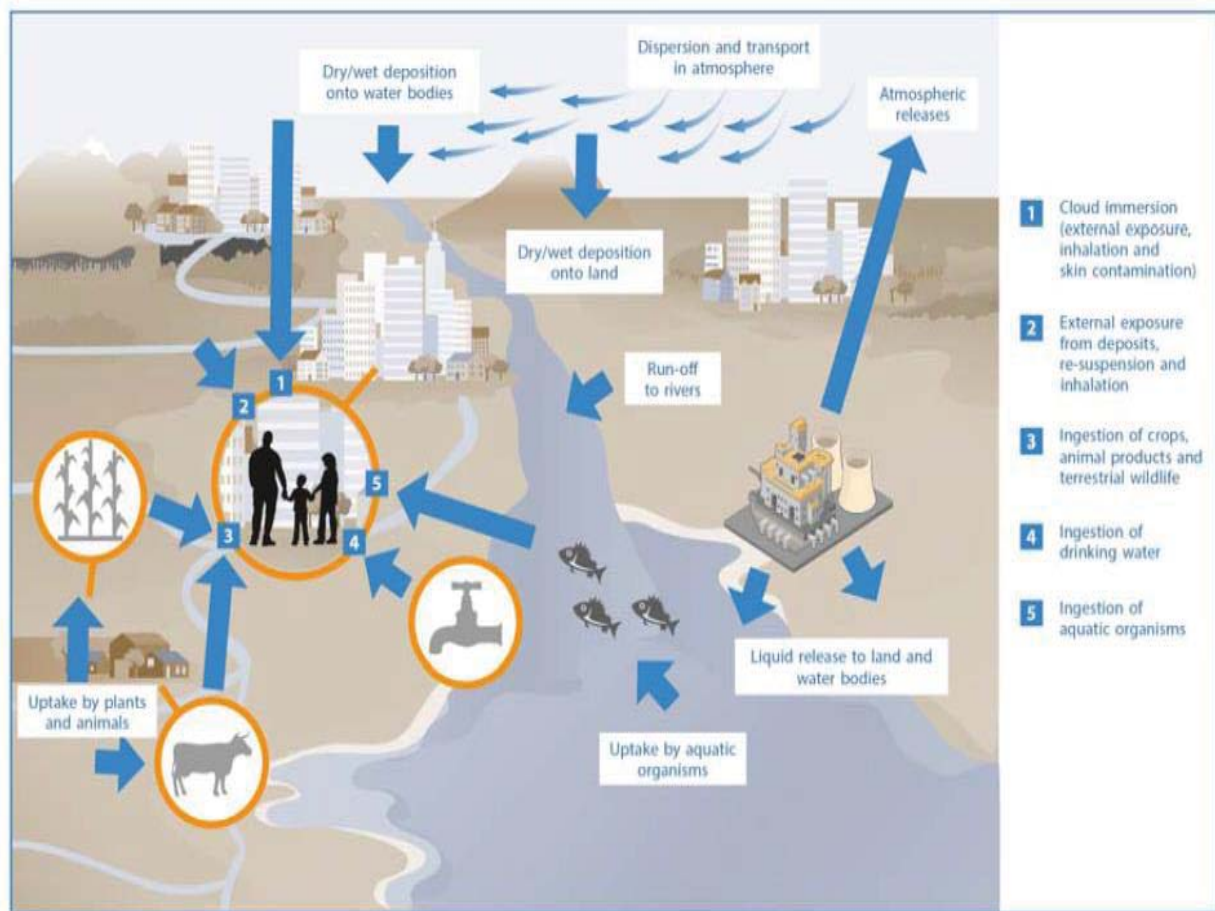 Dispersion and transport
in atmosphere
Dry/wet deposition
onto water bodies
Atmospheric
releases
Dry/wet deposition
onto land
Run-off
to rivers
1
2
3
4
5
Liquid release to land and
water bodies
Uptake by plants
and animals
Uptake by aquatic
organisms
1 Cloud immersion
(external exposure,
inhalation and
skin contamination)
2 External exposure
from deposits,
re-suspension and
inhalation
3 Ingestion of crops,
animal products and
terrestrial wildlife
4 Ingestion of
drinking water
5 Ingestion of
aquatic organisms